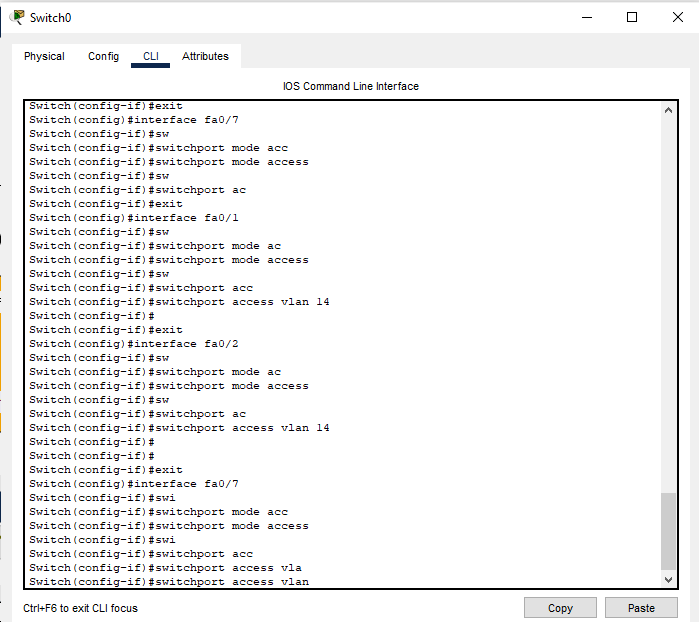 Switch0
Physical Config CLI Attributes
IOS Command Line Interface
Switch(config-if)#exit
Switch(config)#interface fa0/7
Switch(config-if)#sw
Switch(config-if)#switchport mode acc
Switch(config-if)#switchport mode access
Switch(config-if)#sw
Switch(config-if)#switchport ac
Switch(config-if)#exit
Switch(config)#interface fa0/1
Switch(config-if)#sw
Switch(config-if)#switchport mode ac
Switch(config-if)#switchport mode access
Switch(config-if)#sw
Switch(config-if)#switchport acc
Switch(config-if)#switchport access vlan 14
Switch(config-if)#
Switch(config-if)#exit
Switch(config)#interface fa0/2
Switch(config-if)#sw
Switch(config-if)#switchport mode ac
Switch(config-if)#switchport mode access
Switch(config-if)#sw
Switch(config-if)#switchport ac
Switch(config-if)#switchport access vlan 14
Switch(config-if)#
Switch(config-if)#
Switch(config-if)#exit
Switch(config)#interface fa0/7
Switch(config-if)#swi
Switch(config-if)#switchport mode acc
Switch(config-if)#switchport mode access
Switch(config-if)#swi
Switch(config-if)#switchport acc
Switch(config-if)#switchport access vla
Switch(config-if)#switchport access vlan
Ctrl+F6 to exit CLI focus
Copy Paste